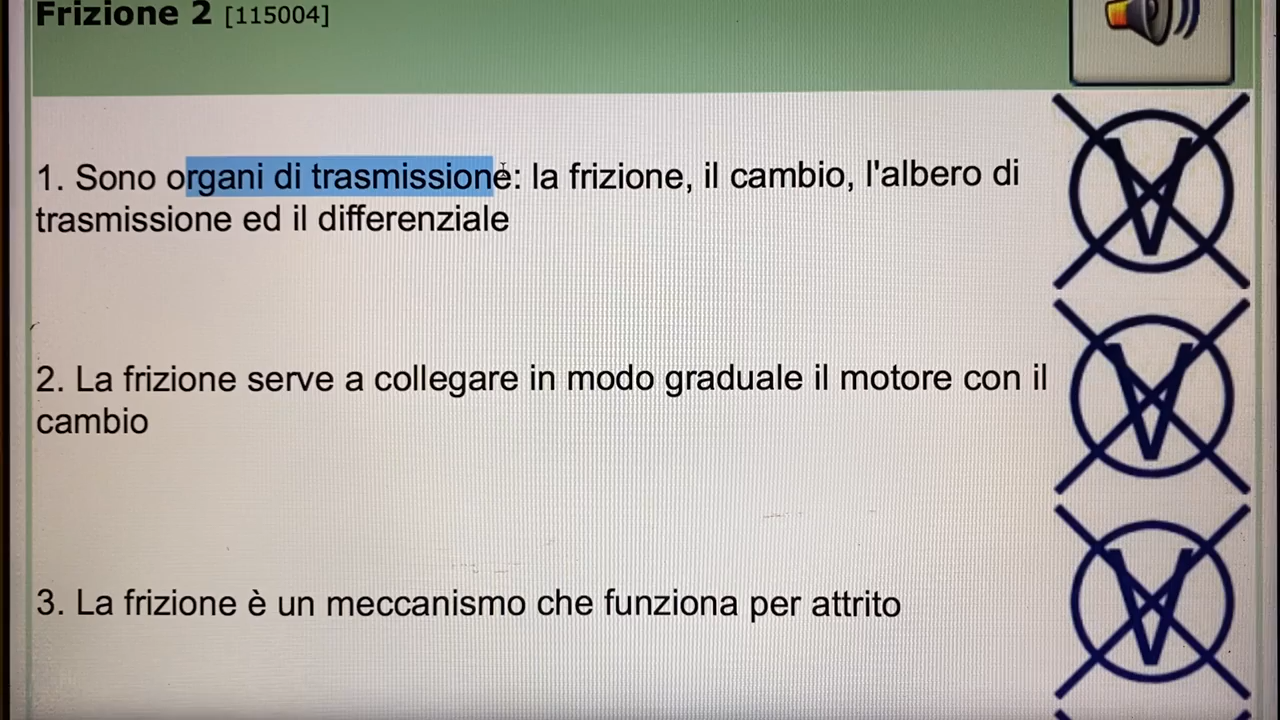 Frizione 2 [115004]
1. Sono organi di trasmissione: la frizione, il cambio, l'albero di
trasmissione ed il differenziale
V
2. La frizione serve a collegare in modo graduale il motore con il
cambio
V
3. La frizione è un meccanismo che funziona per attrito
V